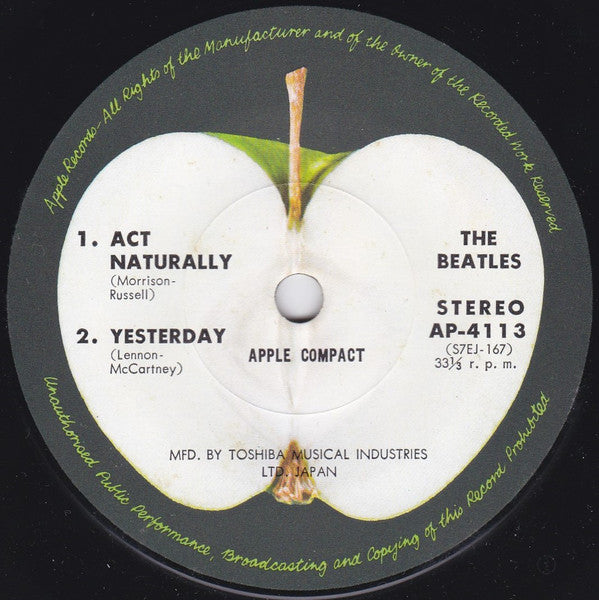 Apple Records-All Rights of the Manufacturer and of the Owner of the Recorded Work Reserved
1. ACT
NATURALLY
(Morrison-
Russell)
2. YESTERDAY
(Lennon-
McCartney)
THE
BEATLES
STEREO
AP-4113
(S7EJ-167)
33⅓ r. p. m.
APPLE COMPACT
MFD. BY TOSHIBA MUSICAL INDUSTRIES
LTD. JAPAN
Unauthorised Public Performance, Broadcasting and Copying of this Record Prohibited